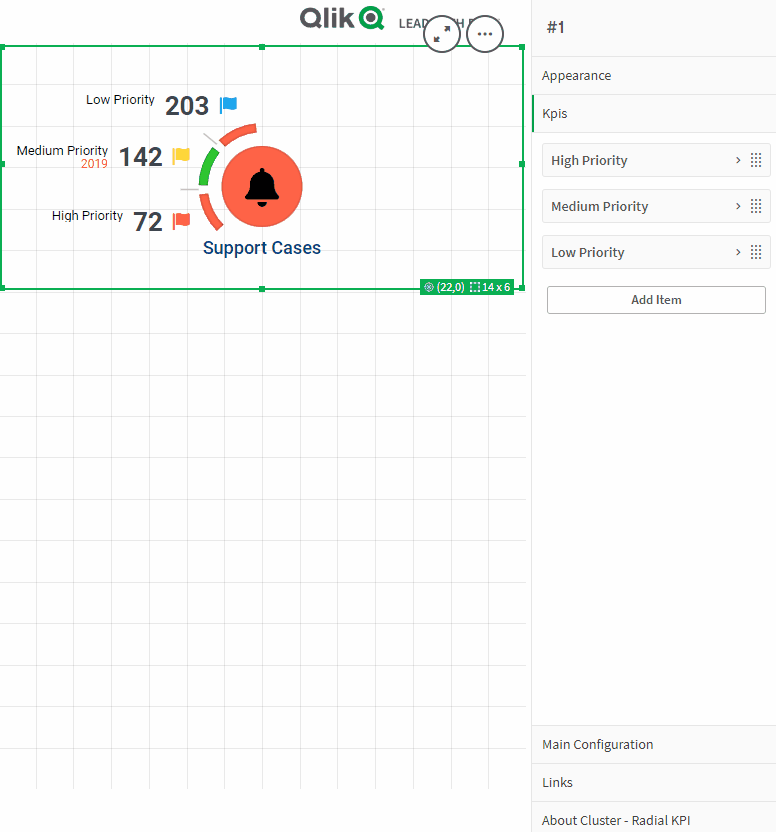 Qlik
LEAD
#1
Appearance
Kpis
High Priority
Medium Priority
Low Priority
Add Item
Low Priority 203
Medium Priority 142
2019
High Priority 72
Support Cases
(22,0) 14 x 6
Main Configuration
Links
About Cluster - Radial KPI